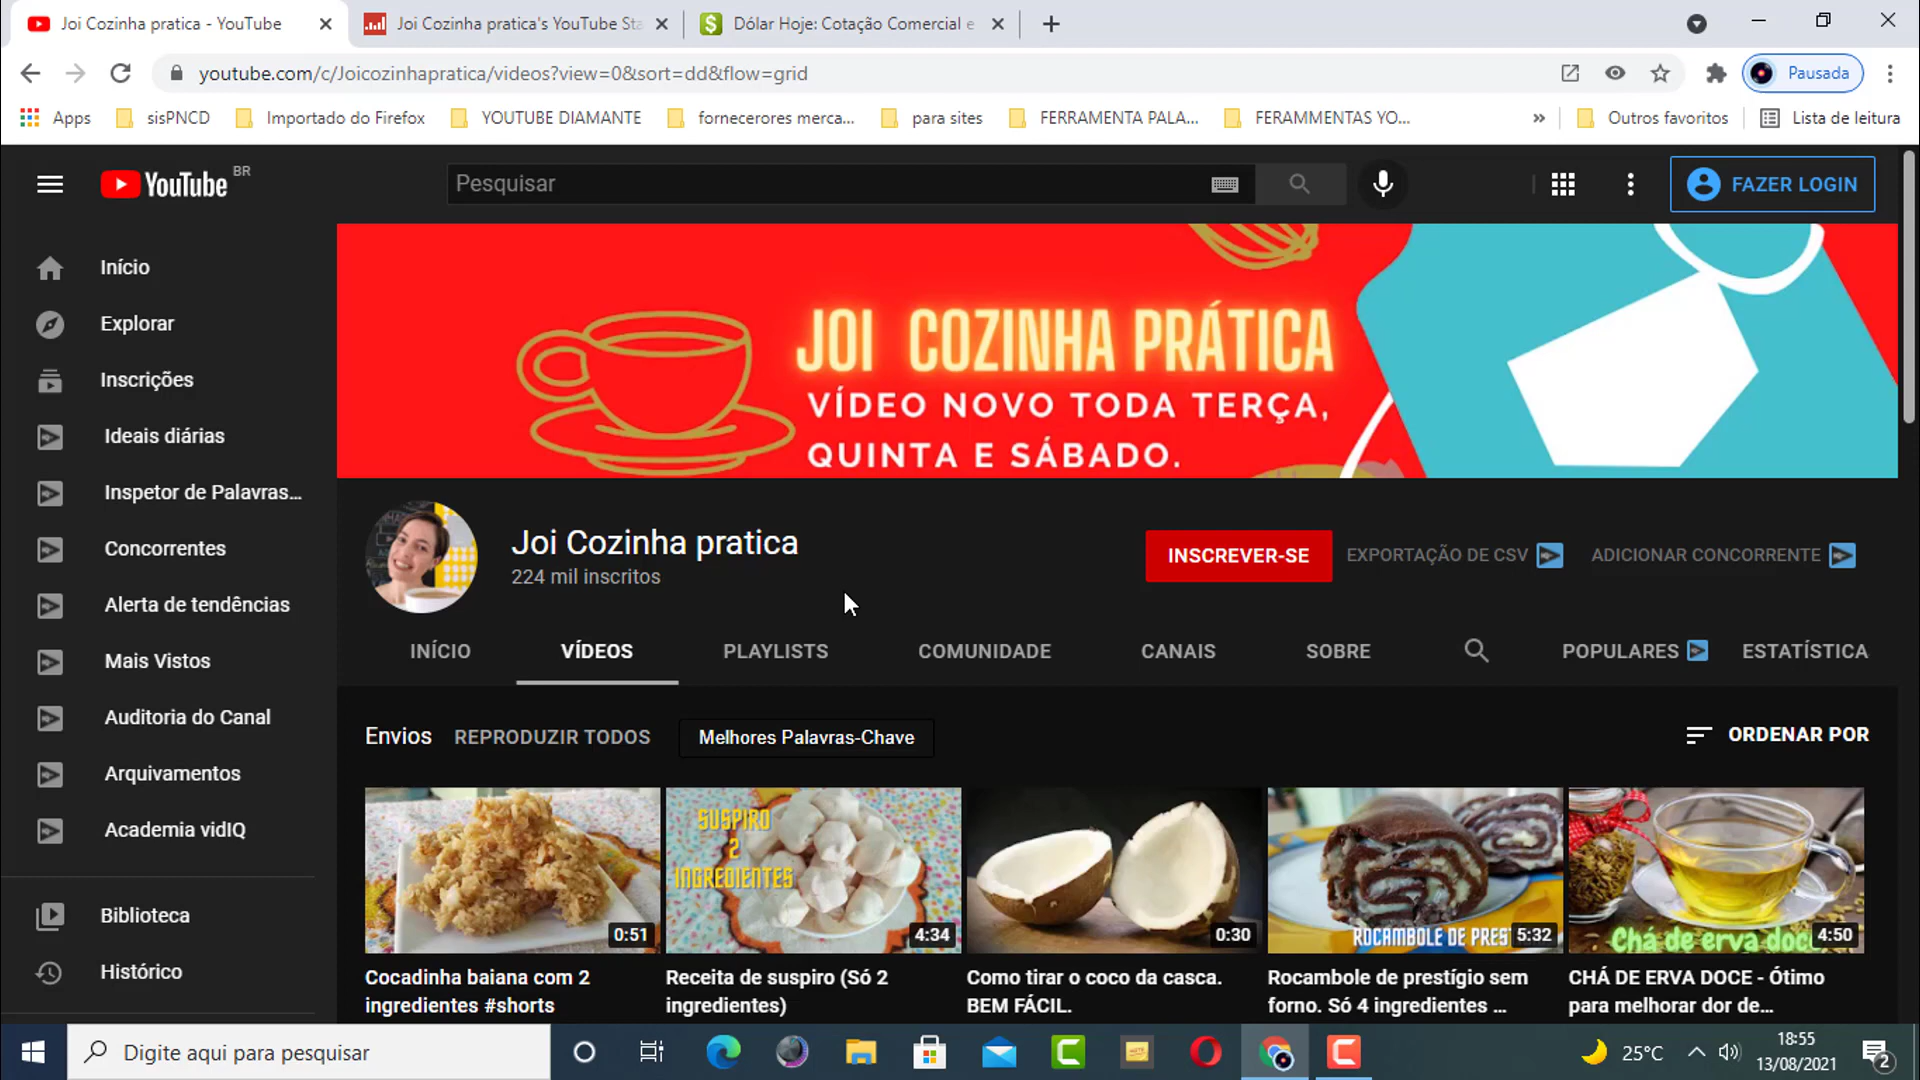 Joi Cozinha pratica - YouTube
Joi Cozinha pratica's YouTube Sta
Dólar Hoje: Cotação Comercial e
youtube.com/c/Joicozinhapratica/videos?view=0&sort=dd&flow=grid
Pausada
Apps
sisPNCD
Importado do Firefox
YOUTUBE DIAMANTE
fornecerores merca...
para sites
FERRAMENTA PALA...
FERAMMENTAS YO...
»
Outros favoritos
Lista de leitura
YouTube BR
Pesquisar
FAZER LOGIN
Início
Explorar
Inscrições
Ideais diárias
Inspetor de Palavras...
Concorrentes
Alerta de tendências
Mais Vistos
Auditoria do Canal
Arquivamentos
Academia vidIQ
Biblioteca
Histórico
JOI COZINHA PRÁTICA
VÍDEO NOVO TODA TERÇA,
QUINTA E SÁBADO.
Joi Cozinha pratica
224 mil inscritos
INSCREVER-SE
EXPORTAÇÃO DE CSV
ADICIONAR CONCORRENTE
INÍCIO
VÍDEOS
PLAYLISTS
COMUNIDADE
CANAIS
SOBRE
POPULARES
ESTATÍSTICA
Envios
REPRODUZIR TODOS
Melhores Palavras-Chave
ORDENAR POR
0:51
Cocadinha baiana com 2
ingredientes #shorts
SUSPIRO
2
INGREDIENTES
4:34
Receita de suspiro (Só 2
ingredientes)
0:30
Como tirar o coco da casca.
BEM FÁCIL.
ROCAMBOLE DE PRES
5:32
Rocambole de prestígio sem
forno. Só 4 ingredientes ...
Chá de erva doce
4:50
CHÁ DE ERVA DOCE - Ótimo
para melhorar dor de...
Digite aqui para pesquisar
25°C
18:55
13/08/2021
2